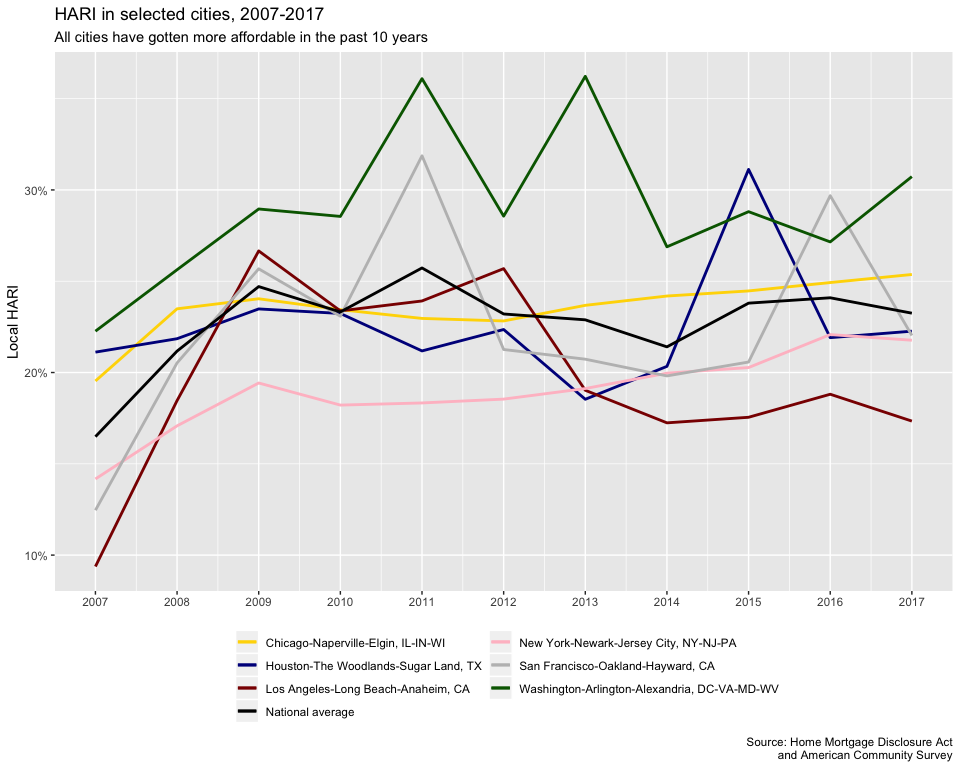 HARI in selected cities, 2007-2017
All cities have gotten more affordable in the past 10 years
Local HARI
30%
20%
10%
2007 2008 2009 2010 2011 2012 2013 2014 2015 2016 2017
Chicago-Naperville-Elgin, IL-IN-WI
Houston-The Woodlands-Sugar Land, TX
Los Angeles-Long Beach-Anaheim, CA
National average
New York-Newark-Jersey City, NY-NJ-PA
San Francisco-Oakland-Hayward, CA
Washington-Arlington-Alexandria, DC-VA-MD-WV
Source: Home Mortgage Disclosure Act
and American Community Survey